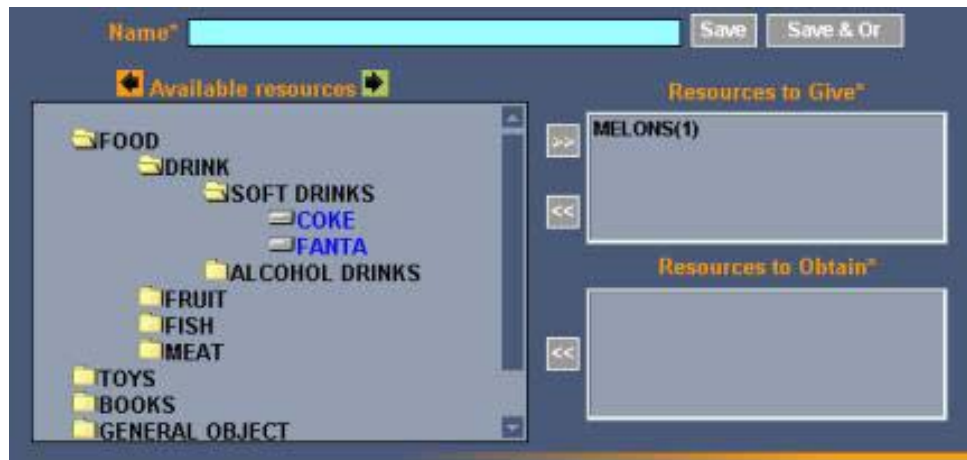 Name* Save Save & Or
Available resources
FOOD
DRINK
SOFT DRINKS
COKE
FANTA
ALCOHOL DRINKS
FRUIT
FISH
MEAT
TOYS
BOOKS
GENERAL OBJECT
>>
<<
Resources to Give*
MELONS(1)
Resources to Obtain*
<<